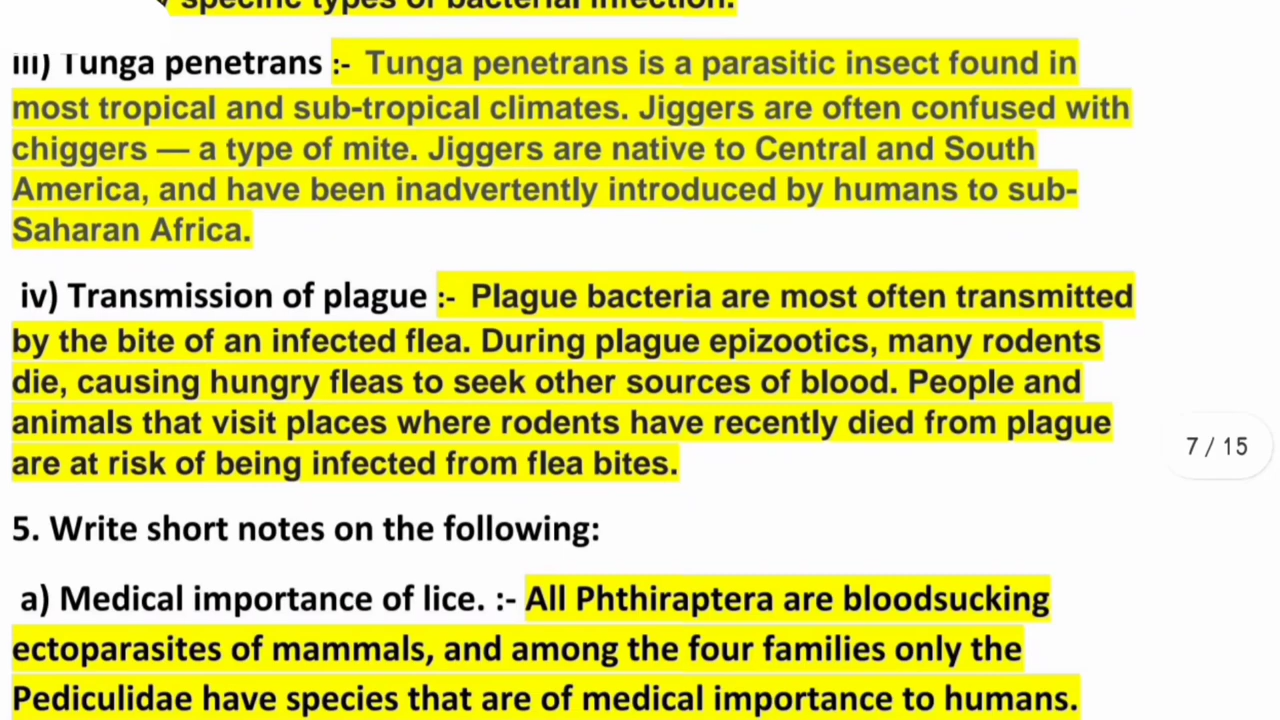 specific types of bacterial infection.
iii) Tunga penetrans :- Tunga penetrans is a parasitic insect found in
most tropical and sub-tropical climates. Jiggers are often confused with
chiggers — a type of mite. Jiggers are native to Central and South
America, and have been inadvertently introduced by humans to sub-
Saharan Africa.
iv) Transmission of plague :- Plague bacteria are most often transmitted
by the bite of an infected flea. During plague epizootics, many rodents
die, causing hungry fleas to seek other sources of blood. People and
animals that visit places where rodents have recently died from plague
are at risk of being infected from flea bites.
7 / 15
5. Write short notes on the following:
a) Medical importance of lice. :- All Phthiraptera are bloodsucking
ectoparasites of mammals, and among the four families only the
Pediculidae have species that are of medical importance to humans.